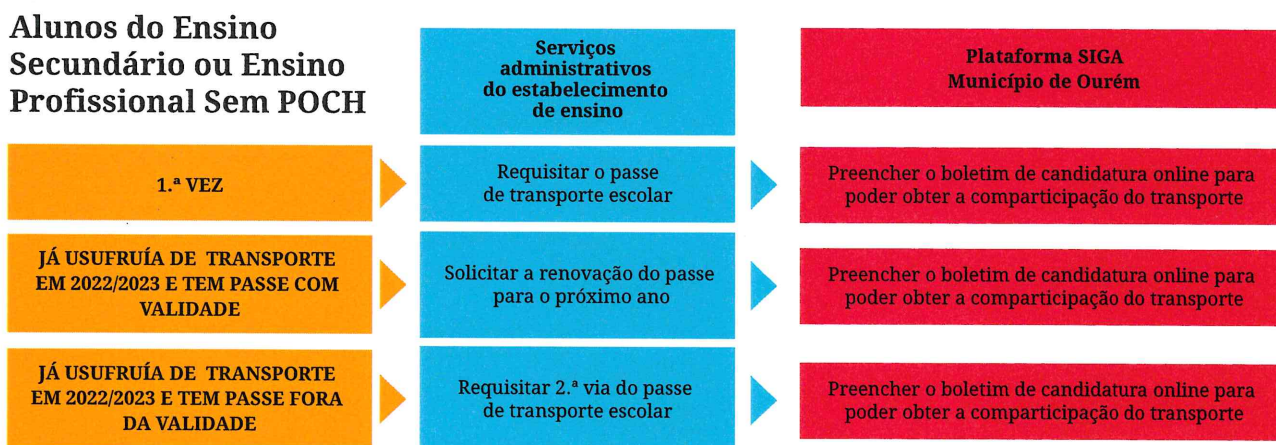 Alunos do Ensino
Secundário ou Ensino
Profissional Sem POCH
Serviços
administrativos
do estabelecimento
de ensino
Plataforma SIGA
Município de Ourém
1.ª VEZ
Requisitar o passe
de transporte escolar
Preencher o boletim de candidatura online para
poder obter a comparticipação do transporte
JÁ USUFRUÍA DE TRANSPORTE
EM 2022/2023 E TEM PASSE COM
VALIDADE
Solicitar a renovação do passe
para o próximo ano
Preencher o boletim de candidatura online para
poder obter a comparticipação do transporte
JÁ USUFRUÍA DE TRANSPORTE
EM 2022/2023 E TEM PASSE FORA
DA VALIDADE
Requisitar 2.ª via do passe
de transporte escolar
Preencher o boletim de candidatura online para
poder obter a comparticipação do transporte